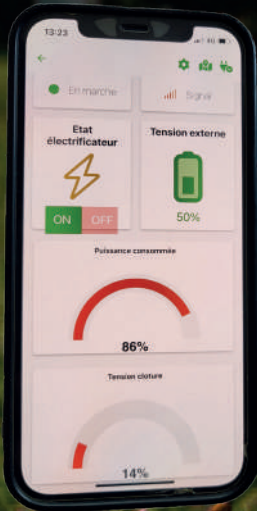 13:23
En marche
Signal
Etat
électrificateur
Tension externe
ON OFF
50%
Puissance consommée
86%
Tension cloture
14%